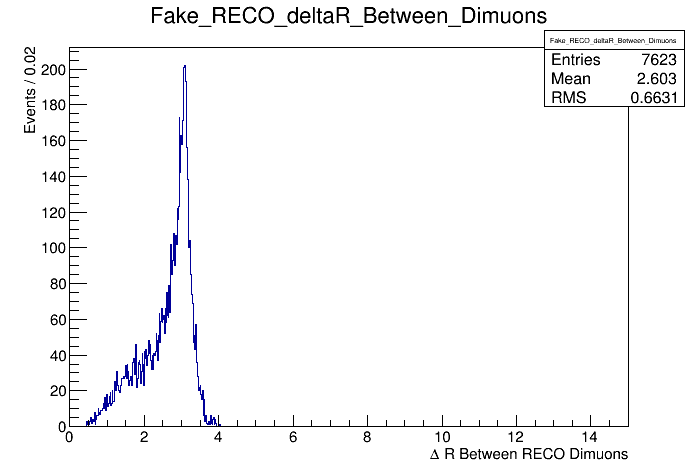 Fake_RECO_deltaR_Between_Dimuons
Fake_RECO_deltaR_Between_Dimuons
Entries 7623
Mean 2.603
RMS 0.6631
Events / 0.02
200
180
160
140
120
100
80
60
40
20
0
0 2 4 6 8 10 12 14
Δ R Between RECO Dimuons